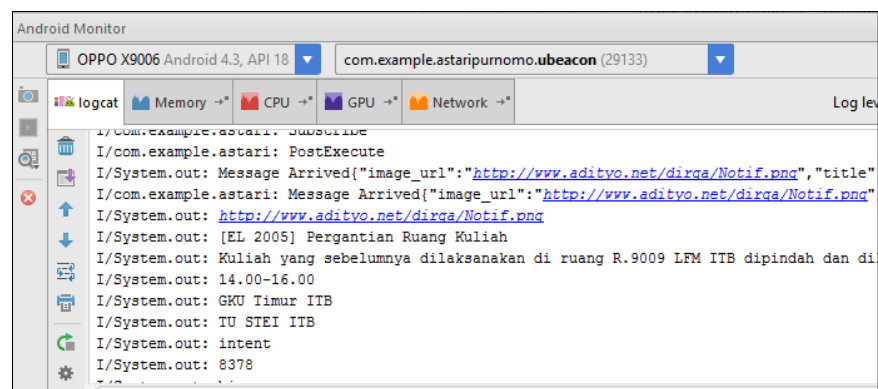 Android Monitor
OPPO X9006 Android 4.3, API 18 com.example.astaripurnomo.ubeacon (29133)
logcat Memory CPU GPU Network Log lev
I/com.example.astari: Subscribe
I/com.example.astari: PostExecute
I/System.out: Message Arrived{"image_url":"http://www.adityo.net/dirga/Notif.png","title"
I/com.example.astari: Message Arrived{"image_url":"http://www.adityo.net/dirga/Notif.png",
I/System.out: http://www.adityo.net/dirga/Notif.png
I/System.out: [EL 2005] Pergantian Ruang Kuliah
I/System.out: Kuliah yang sebelumnya dilaksanakan di ruang R.9009 LFM ITB dipindah dan di
I/System.out: 14.00-16.00
I/System.out: GKU Timur ITB
I/System.out: TU STEI ITB
I/System.out: intent
I/System.out: 8378